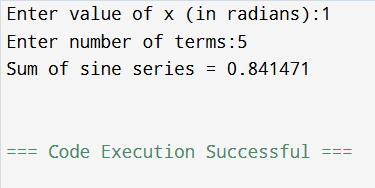 Enter value of x (in radians):1
Enter number of terms:5
Sum of sine series = 0.841471
=== Code Execution Successful ===